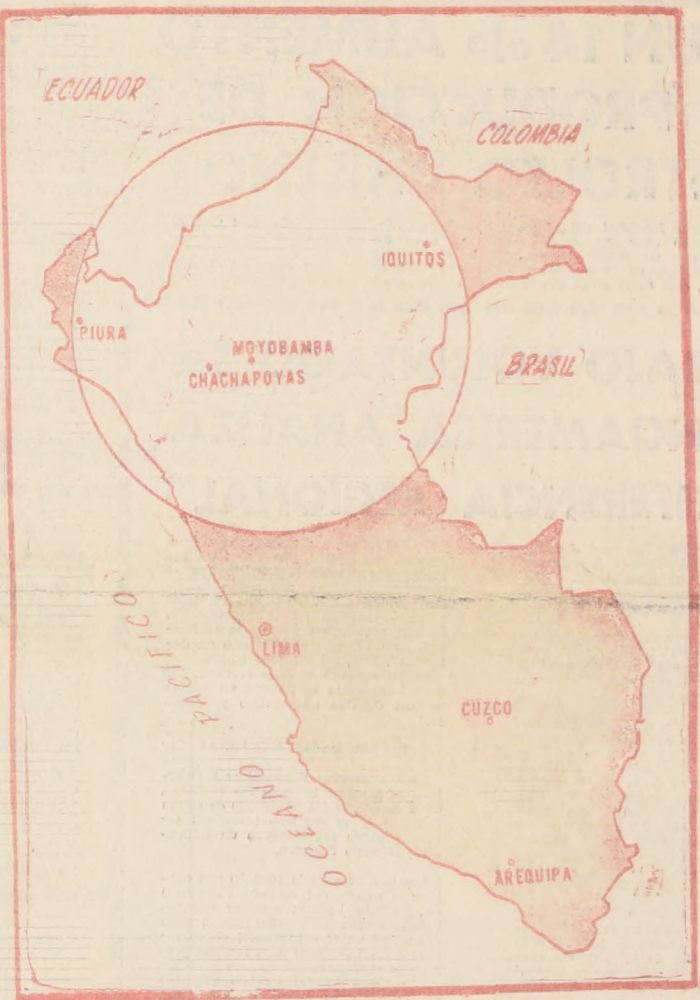 ECUADOR
COLOMBIA
IQUITOS
PIURA
MOYOBAMBA
CHACHAPOYAS
BRASIL
LIMA
CUZCO
OCEANO PACIFICO
AREQUIPA